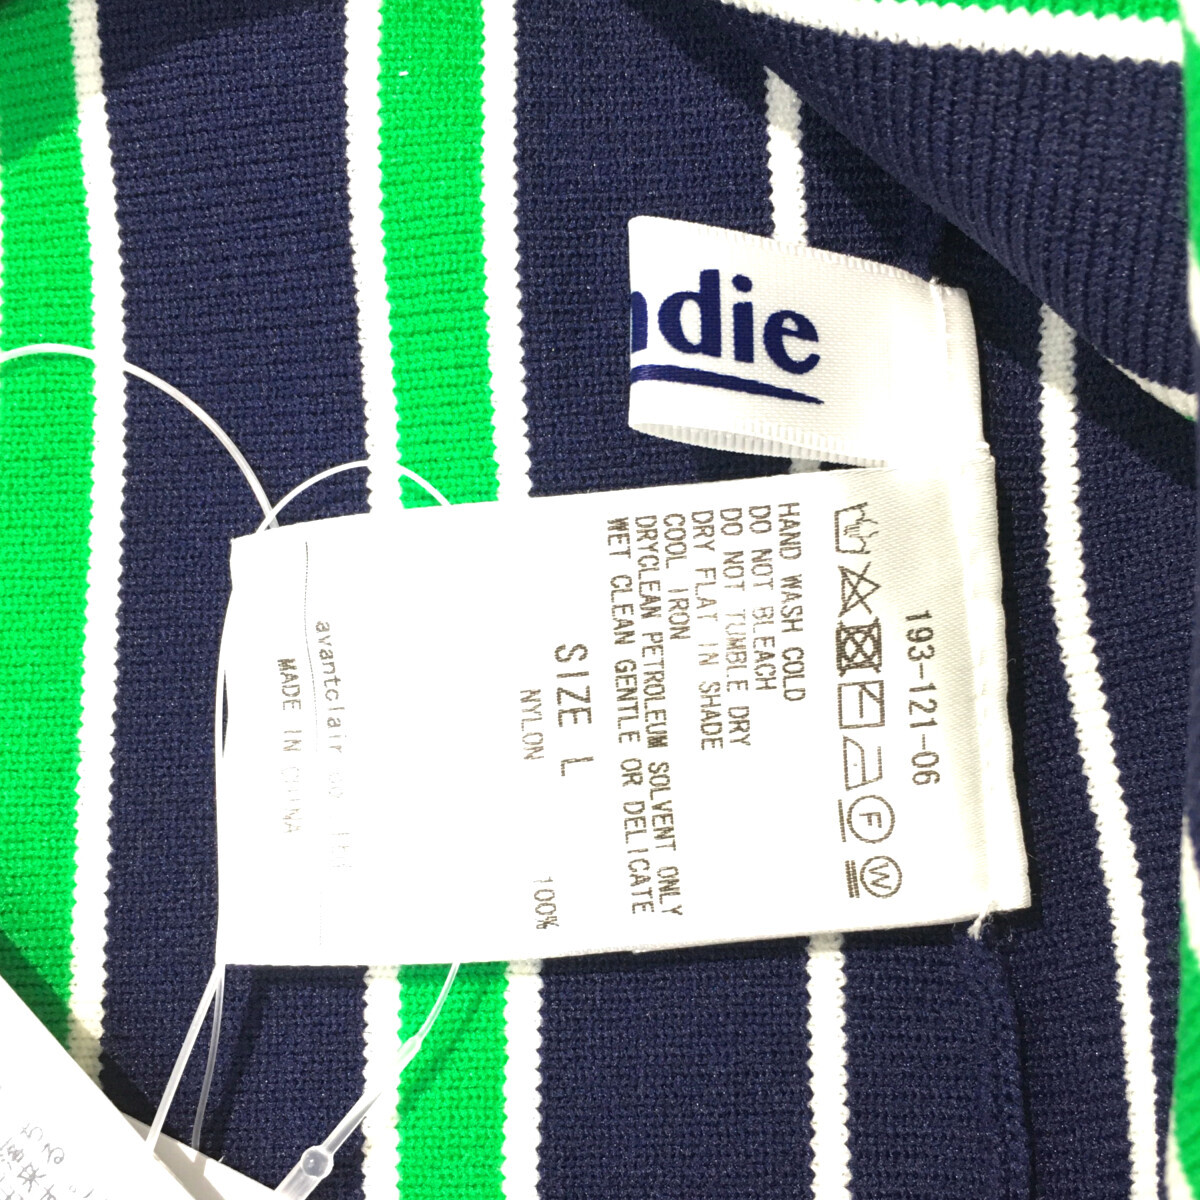 ndie
193-121-06
F
W
HAND WASH COLD
DO NOT BLEACH
DO NOT TUMBLE DRY
DRY FLAT IN SHADE
COOL IRON
DRYCLEAN PETROLEUM SOLVENT ONLY
WET CLEAN GENTLE OR DELICATE
SIZE L
NYLON 100%
avantclair
MADE IN CHINA